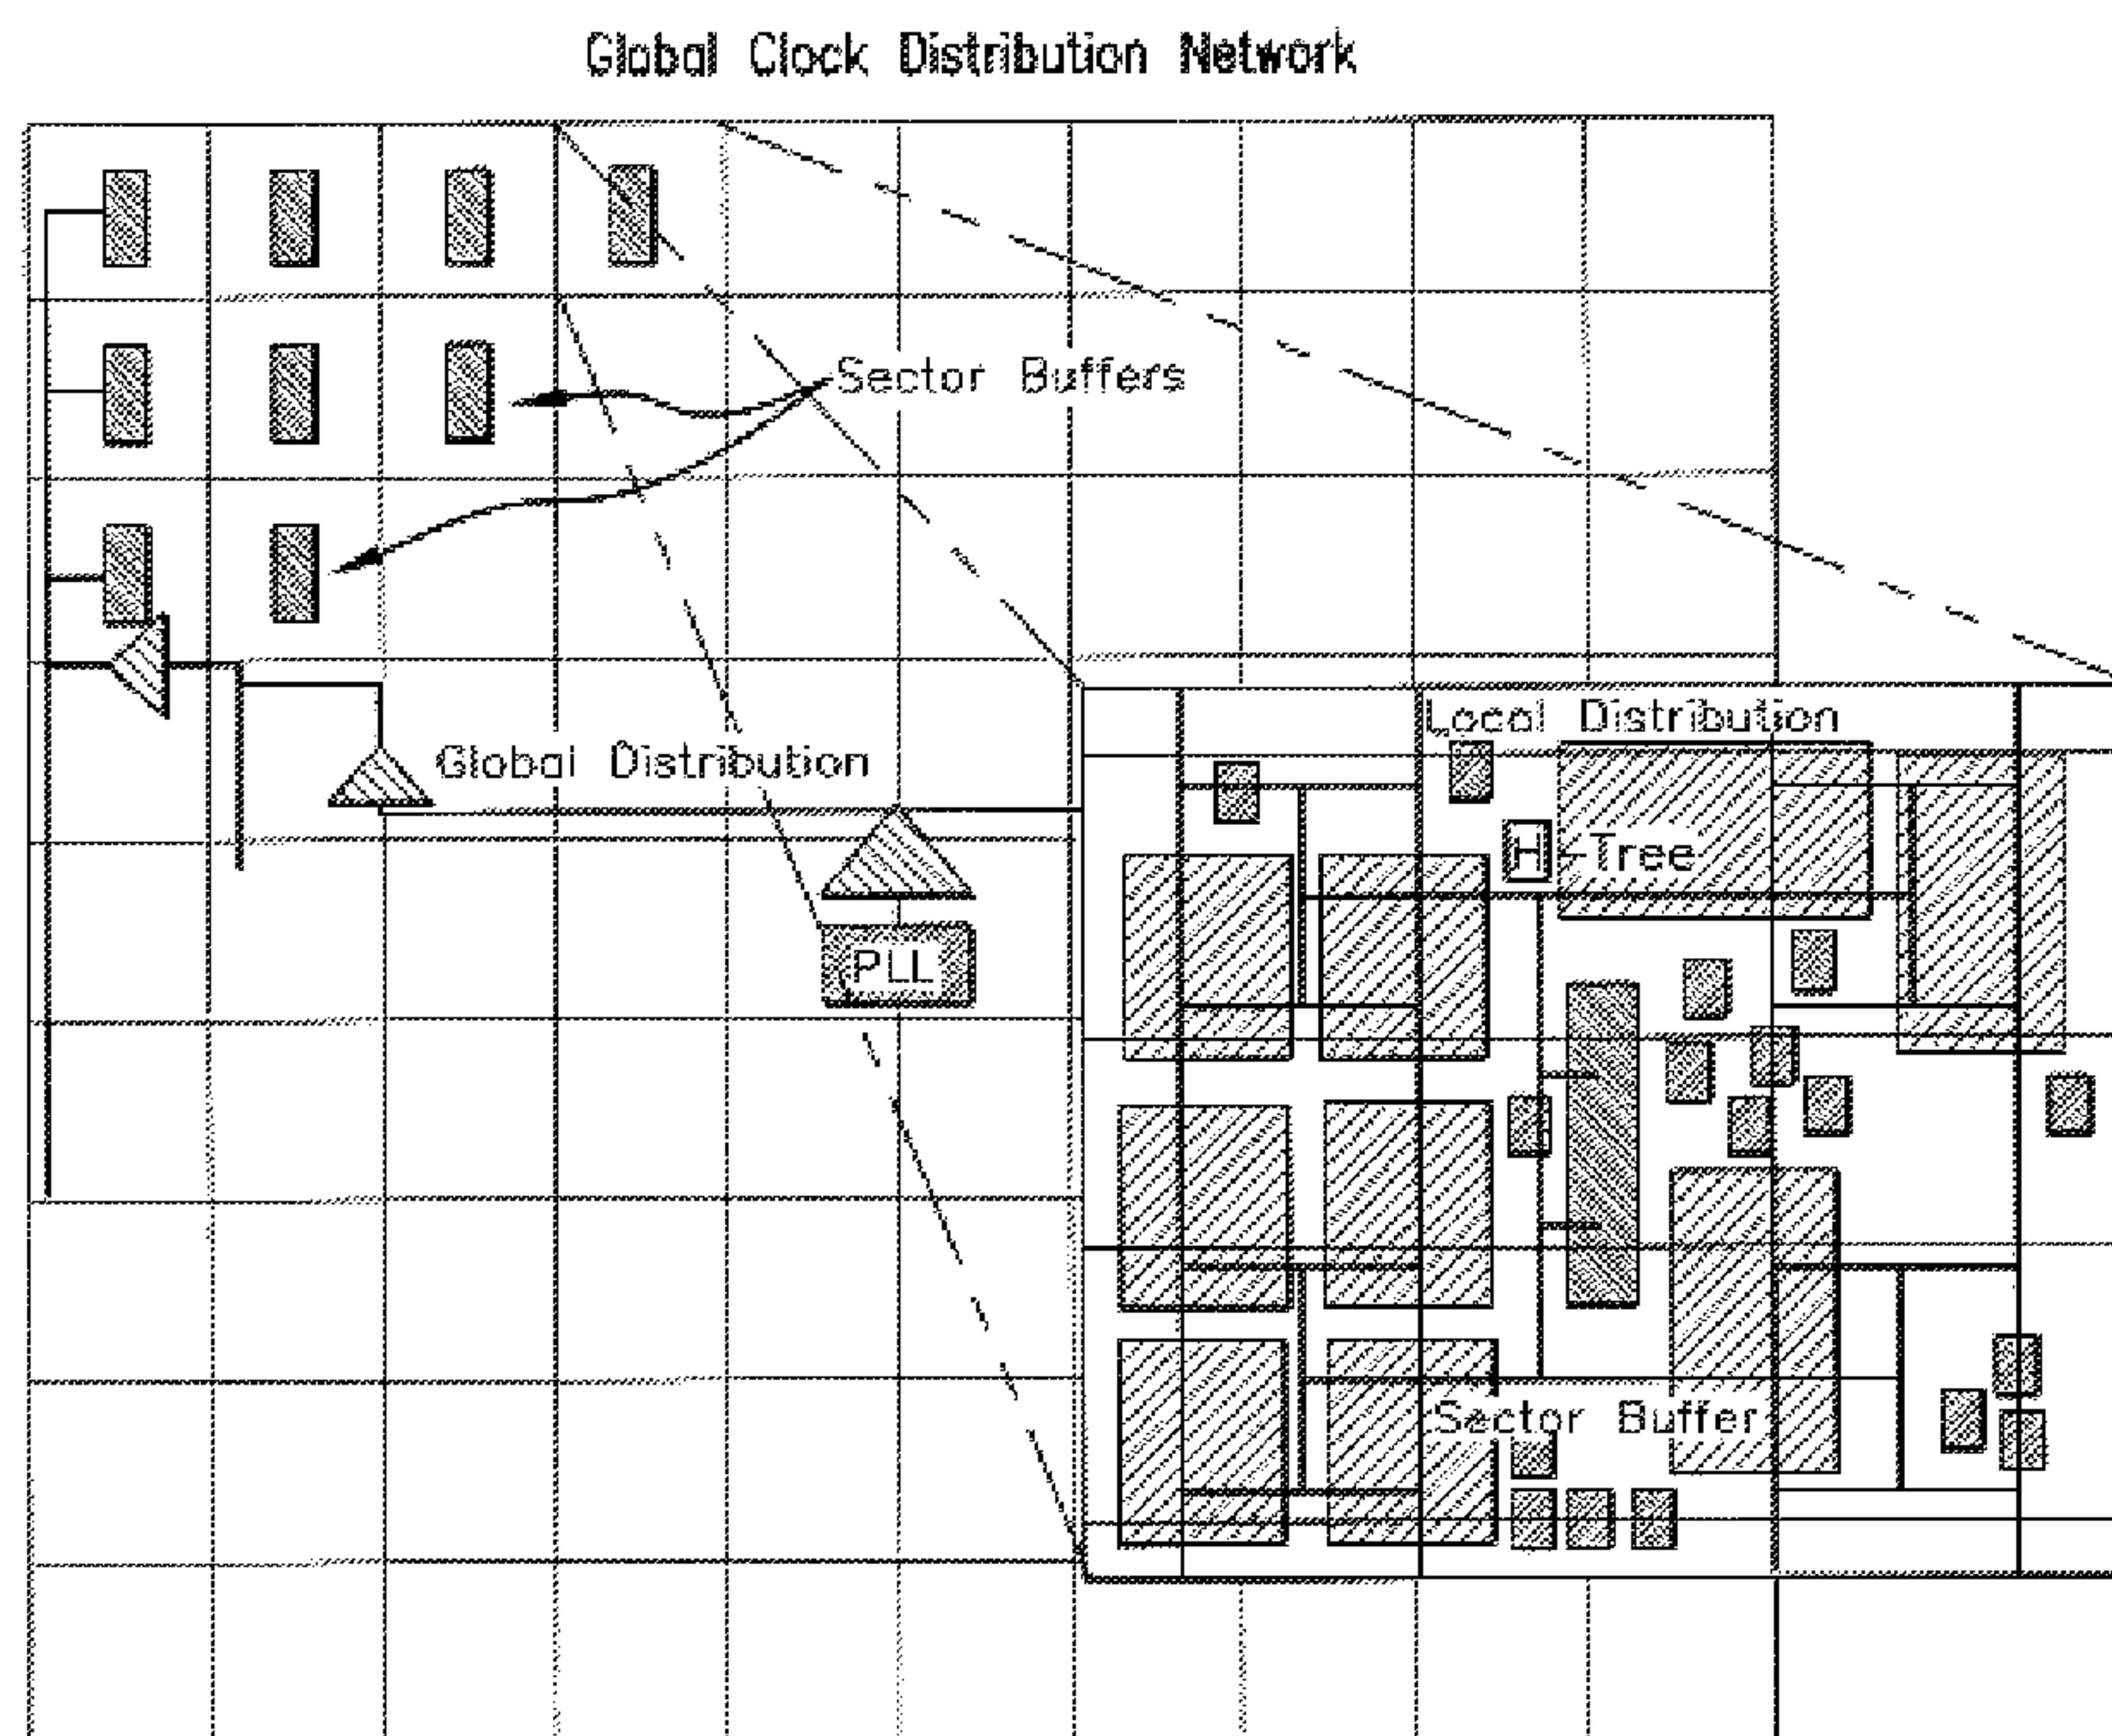 Global Clock Distribution Network
Sector Buffers
Local Distribution
Global Distribution
H-Tree
PLL
Sector Buffer